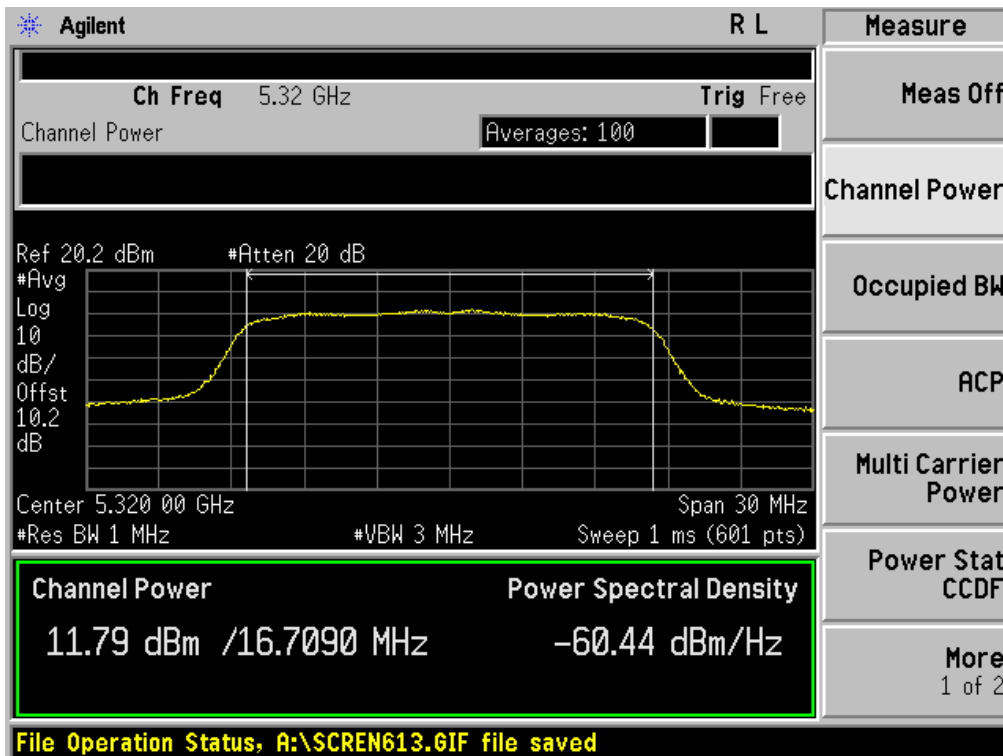 Agilent R L Measure
Ch Freq 5.32 GHz Trig Free
Channel Power Averages: 100
Ref 20.2 dBm #Atten 20 dB
#Avg
Log
10
dB/
Offst
10.2
dB
Center 5.320 00 GHz Span 30 MHz
#Res BW 1 MHz #VBW 3 MHz Sweep 1 ms (601 pts)
Channel Power Power Spectral Density
11.79 dBm /16.7090 MHz -60.44 dBm/Hz
File Operation Status, A:\SCREN613.GIF file saved
Meas Off
Channel Power
Occupied BW
ACP
Multi Carrier
Power
Power Stat
CCDF
More
1 of 2